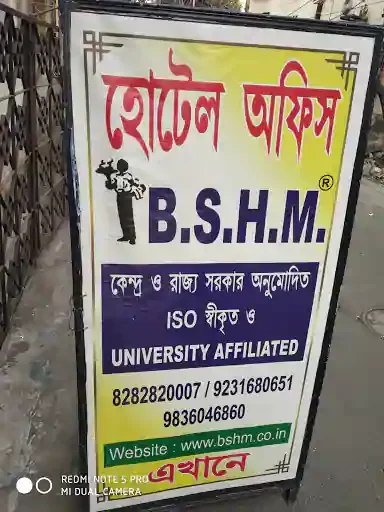 হোটেল অফিস
B.S.H.M.®
কেন্দ্র ও রাজ্য সরকার অনুমোদিত
ISO স্বীকৃত ও
UNIVERSITY AFFILIATED
8282820007 / 9231680651
9836046860
Website : www.bshm.co.in
এখানে
REDMI NOTE 5 PRO
MI DUAL CAMERA